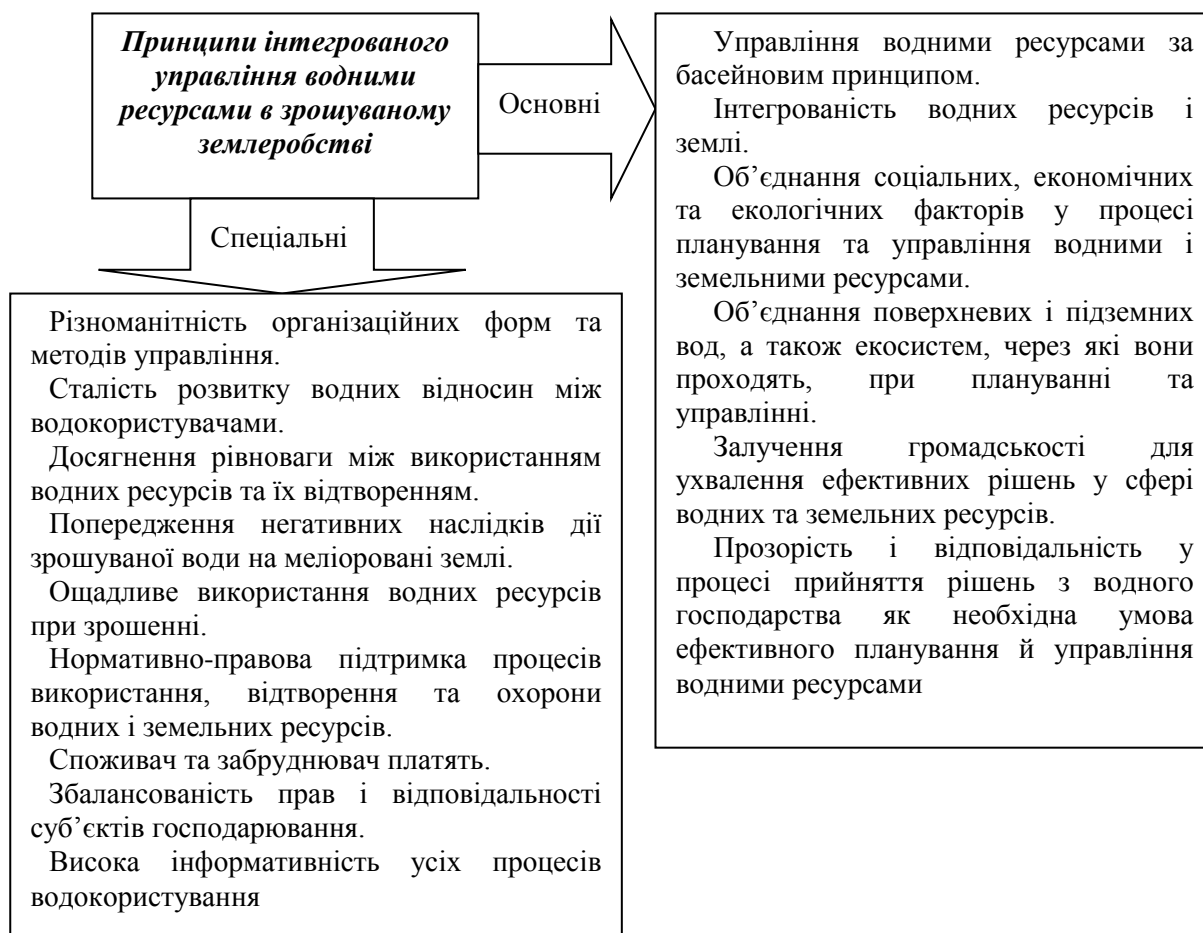 Принципи інтегрованого
управління водними
ресурсами в зрошуваному
землеробстві
Основні
Управління водними ресурсами за
басейновим принципом.
Інтегрованість водних ресурсів і
землі.
Об’єднання соціальних, економічних
та екологічних факторів у процесі
планування та управління водними і
земельними ресурсами.
Об’єднання поверхневих і підземних
вод, а також екосистем, через які вони
проходять, при плануванні та
управлінні.
Залучення громадськості для
ухвалення ефективних рішень у сфері
водних та земельних ресурсів.
Прозорість і відповідальність у
процесі прийняття рішень з водного
господарства як необхідна умова
ефективного планування й управління
водними ресурсами
Спеціальні
Різноманітність організаційних форм та
методів управління.
Сталість розвитку водних відносин між
водокористувачами.
Досягнення рівноваги між використанням
водних ресурсів та їх відтворенням.
Попередження негативних наслідків дії
зрошуваної води на меліоровані землі.
Ощадливе використання водних ресурсів
при зрошенні.
Нормативно-правова підтримка процесів
використання, відтворення та охорони
водних і земельних ресурсів.
Споживач та забруднювач платять.
Збалансованість прав і відповідальності
суб’єктів господарювання.
Висока інформативність усіх процесів
водокористування